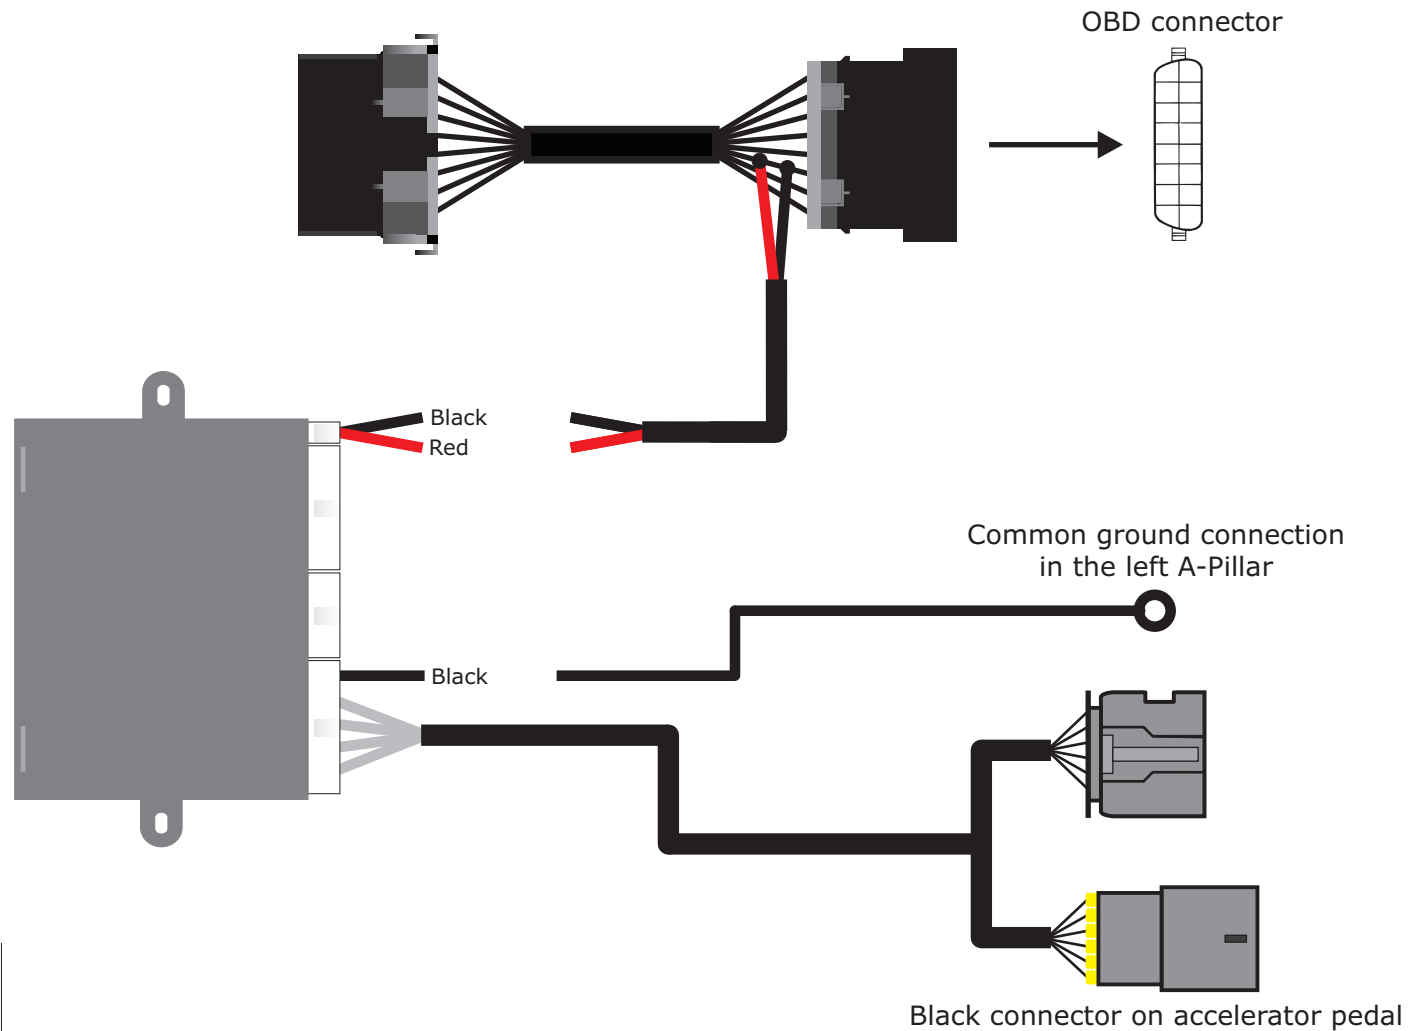 OBD connector
Black
Red
Common ground connection
in the left A-Pillar
Black
Black connector on accelerator pedal